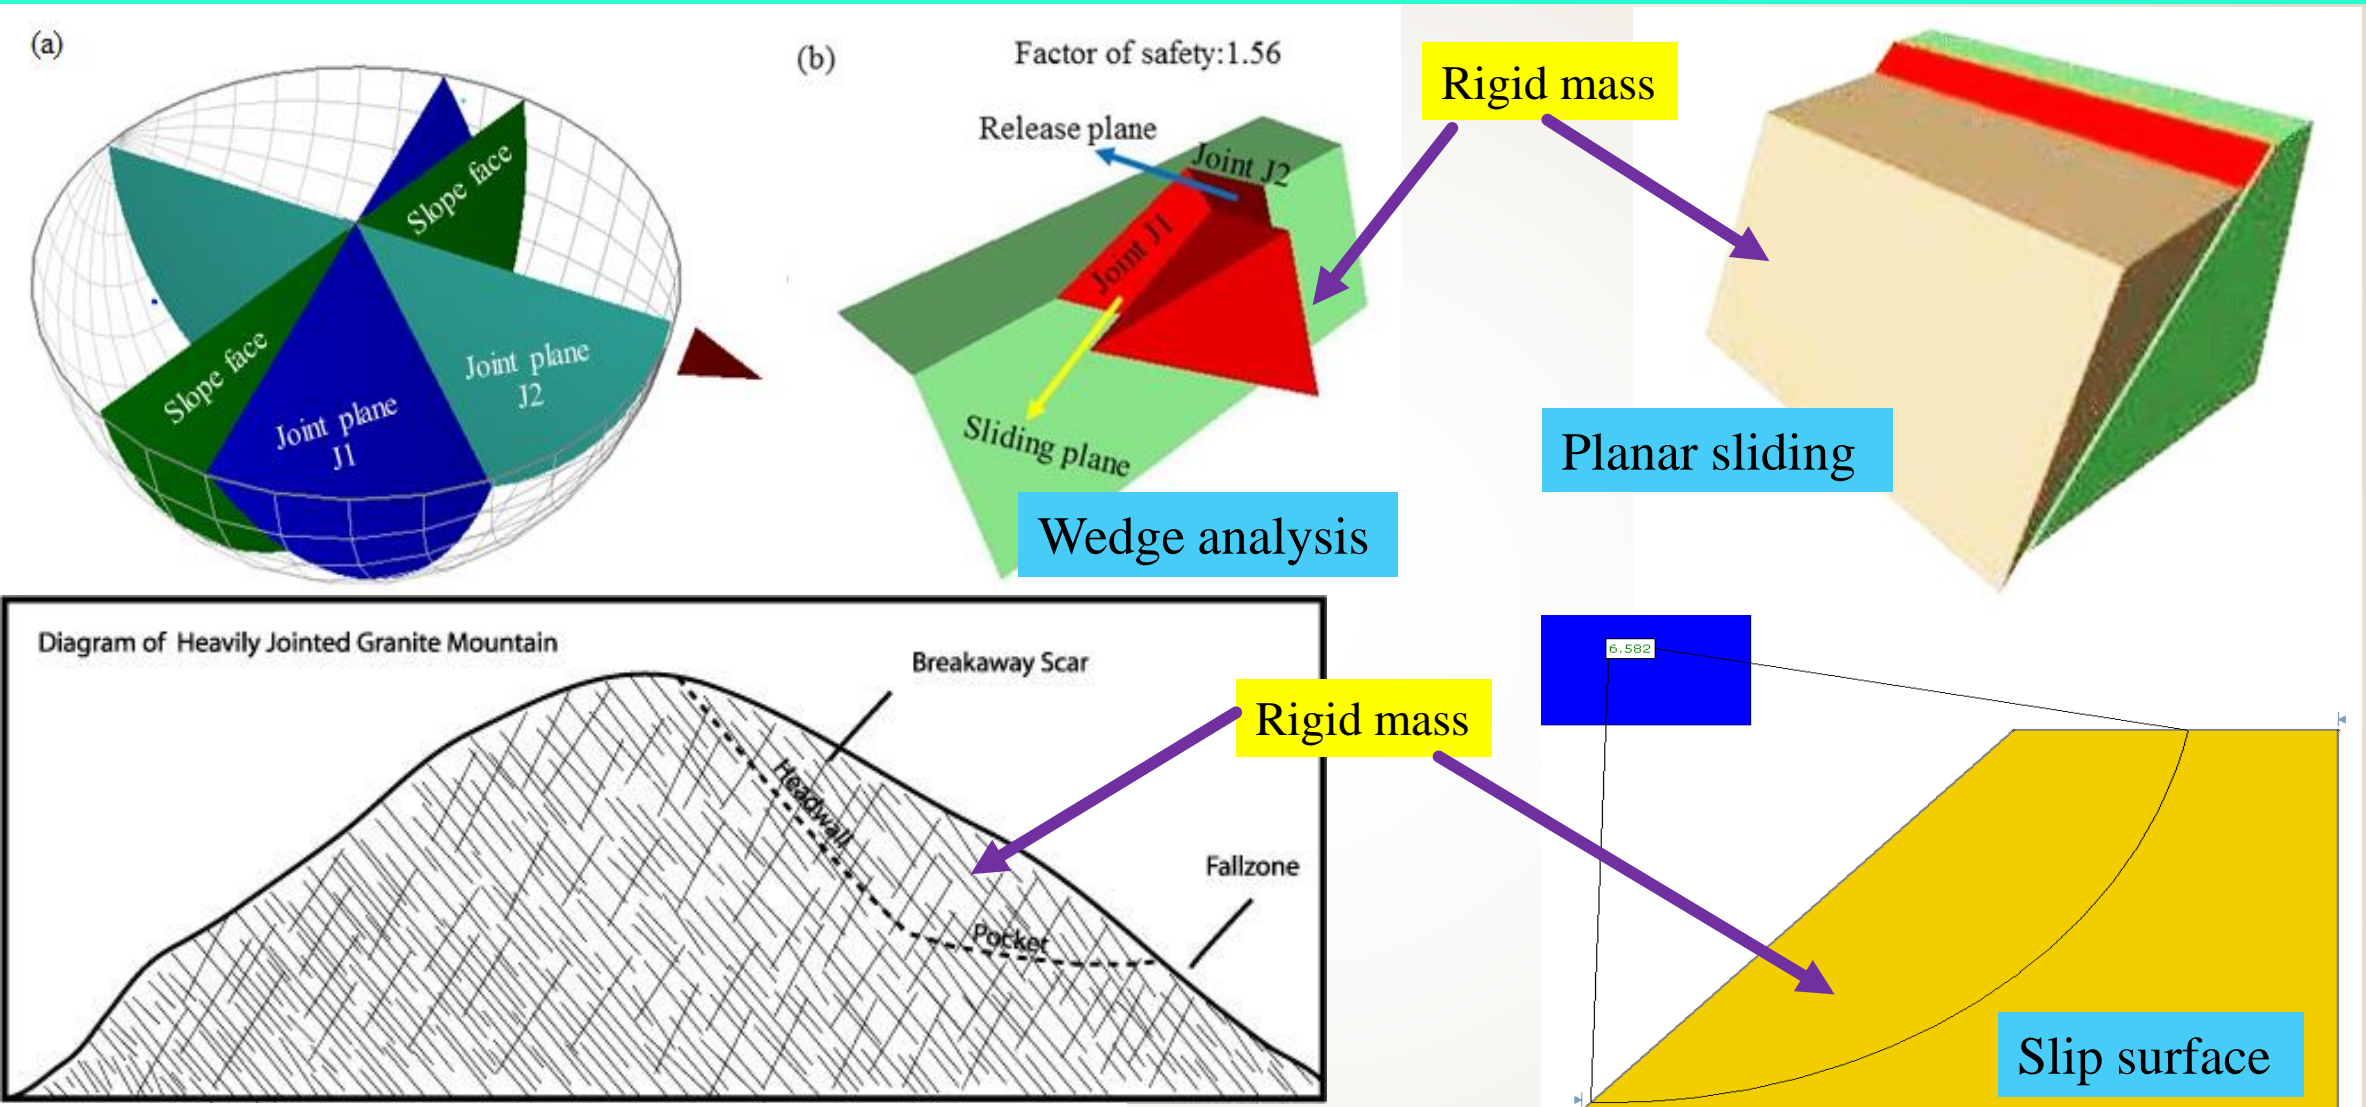 (a)
Slope face
Slope face
Joint plane
J1
Joint plane
J2
(b)
Factor of safety:1.56
Release plane
Joint J2
Joint J1
Sliding plane
Wedge analysis
Rigid mass
Planar sliding
Diagram of Heavily Jointed Granite Mountain
Breakaway Scar
Headwall
Pocket
Fallzone
Rigid mass
6.582
Slip surface